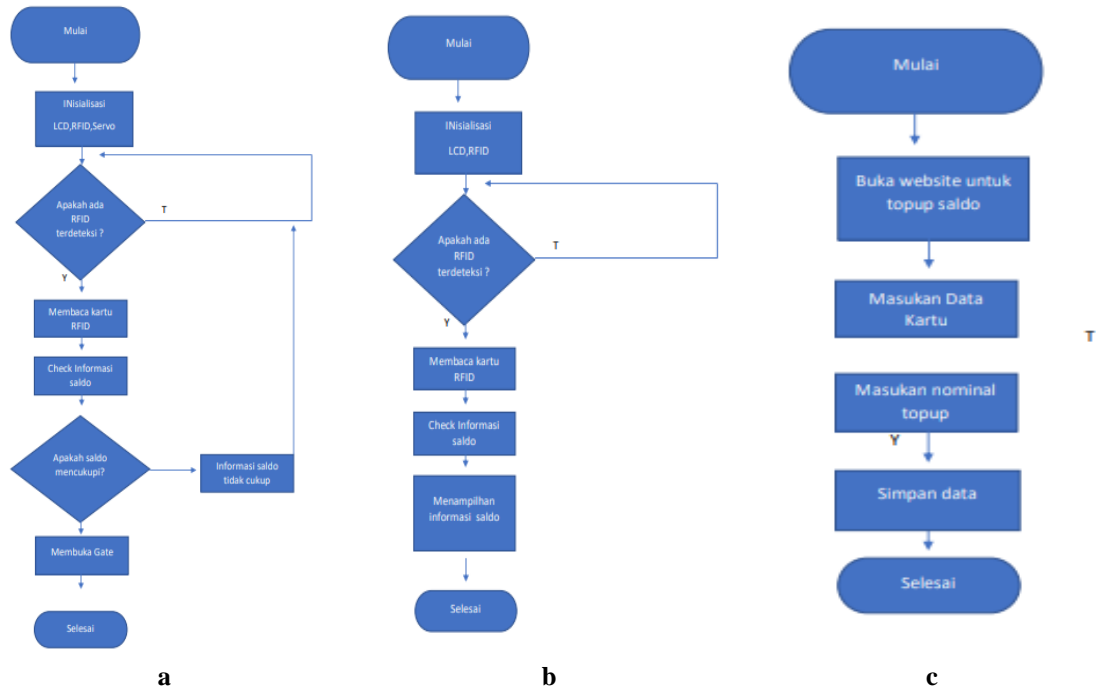 Mulai
INisialisasi
LCD,RFID,Servo
Apakah ada
RFID
terdeteksi ?
T
Y
Membaca kartu
RFID
Check Informasi
saldo
Apakah saldo
mencukupi?
Informasi saldo
tidak cukup
Membuka Gate
Selesai
a
Mulai
INisialisasi
LCD,RFID
Apakah ada
RFID
terdeteksi ?
T
Y
Membaca kartu
RFID
Check Informasi
saldo
Menampilhan
informasi saldo
Selesai
b
Mulai
Buka website untuk
topup saldo
Masukan Data
Kartu
T
Masukan nominal
topup
Y
Simpan data
Selesai
c